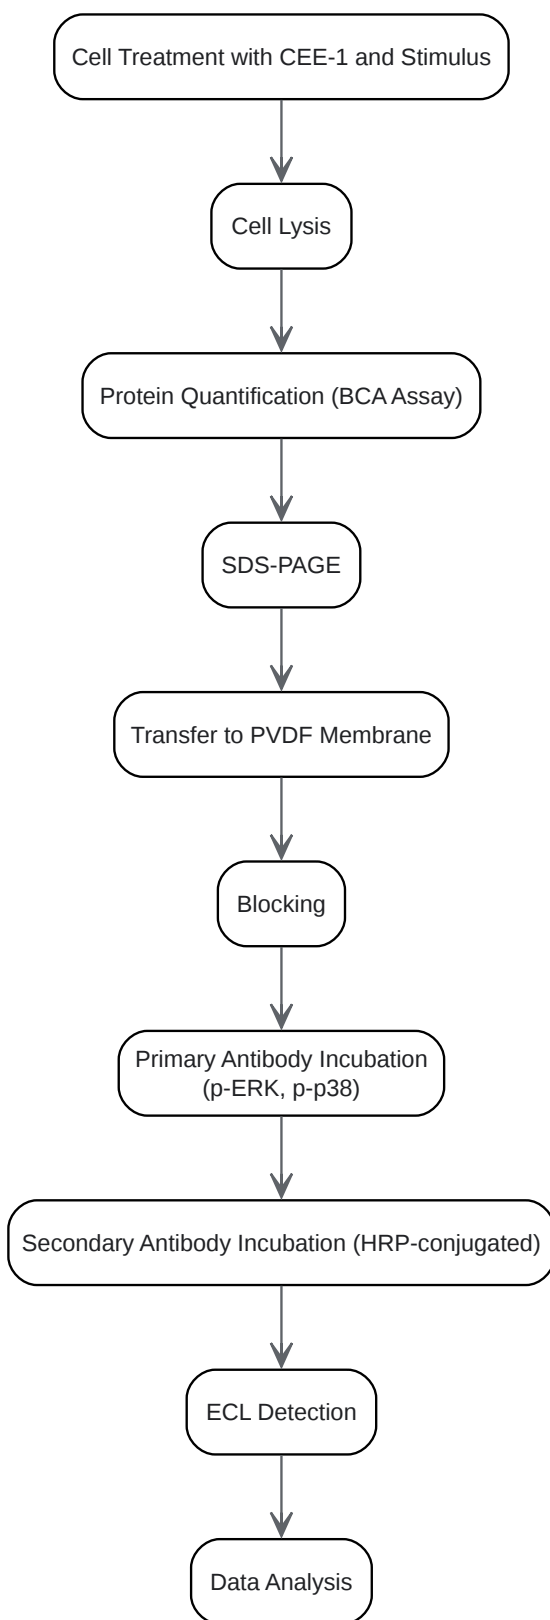 Cell Treatment with CEE-1 and Stimulus
Cell Lysis
Protein Quantification (BCA Assay)
SDS-PAGE
Transfer to PVDF Membrane
Blocking
Primary Antibody Incubation
(p-ERK, p-p38)
Secondary Antibody Incubation (HRP-conjugated)
ECL Detection
Data Analysis